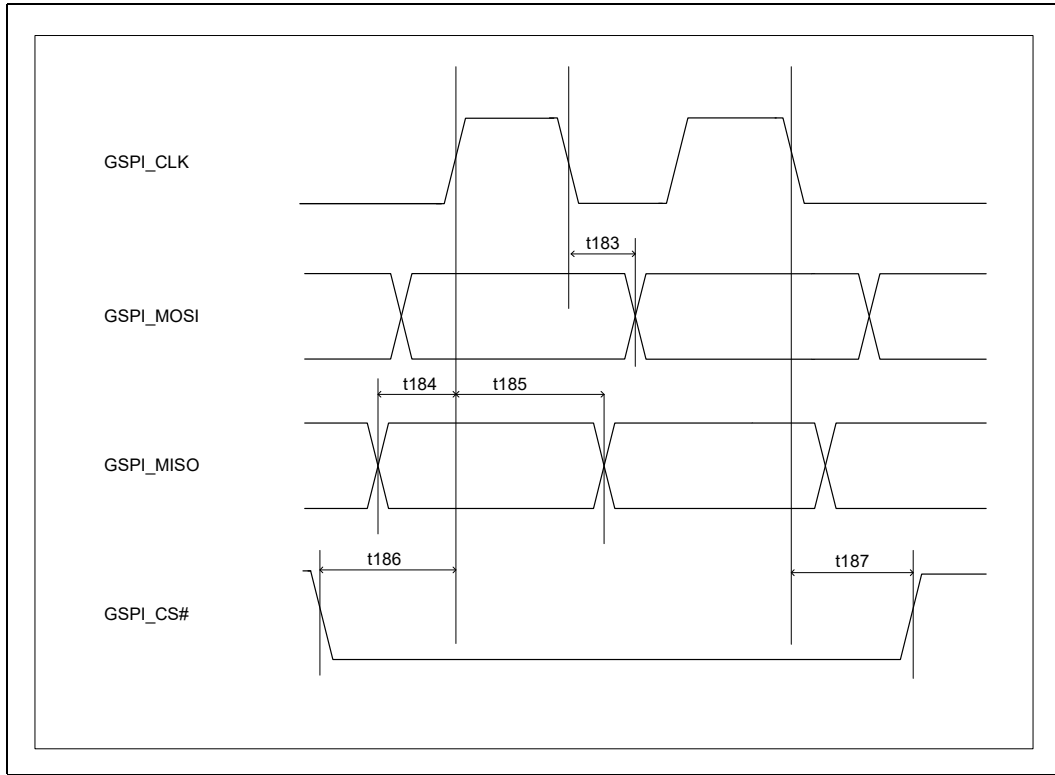 GSPI_CLK
t183
GSPI_MOSI
t184 t185
GSPI_MISO
t186 t187
GSPI_CS#